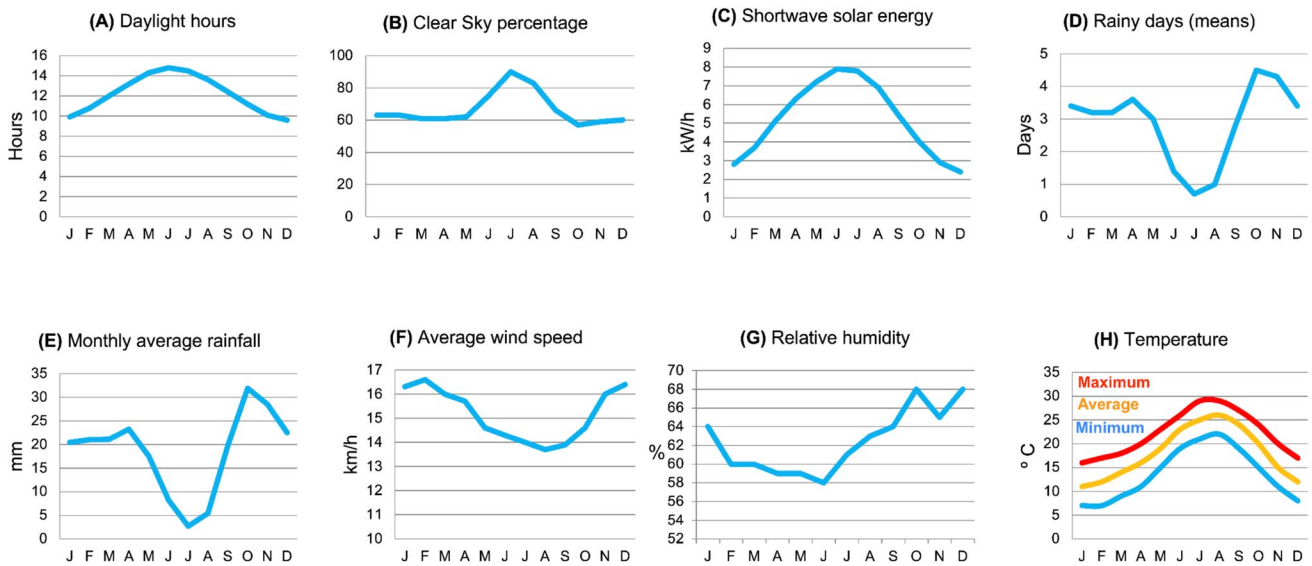 (A) Daylight hours
16
14
12
10
8
6
4
2
0
Hours
J F M A M J J A S O N D
(B) Clear Sky percentage
100
80
60
40
20
0
J F M A M J J A S O N D
(C) Shortwave solar energy
9
8
7
6
5
4
3
2
1
0
kW/h
J F M A M J J A S O N D
(D) Rainy days (means)
5
4
3
2
1
0
Days
J F M A M J J A S O N D
(E) Monthly average rainfall
35
30
25
20
15
10
5
0
mm
J F M A M J J A S O N D
(F) Average wind speed
17
16
15
14
13
12
11
10
km/h
J F M A M J J A S O N D
(G) Relative humidity
70
68
66
64
62
60
58
56
54
52
%
J F M A M J J A S O N D
(H) Temperature
35
30
25
20
15
10
5
0
º C
Maximum
Average
Minimum
J F M A M J J A S O N D